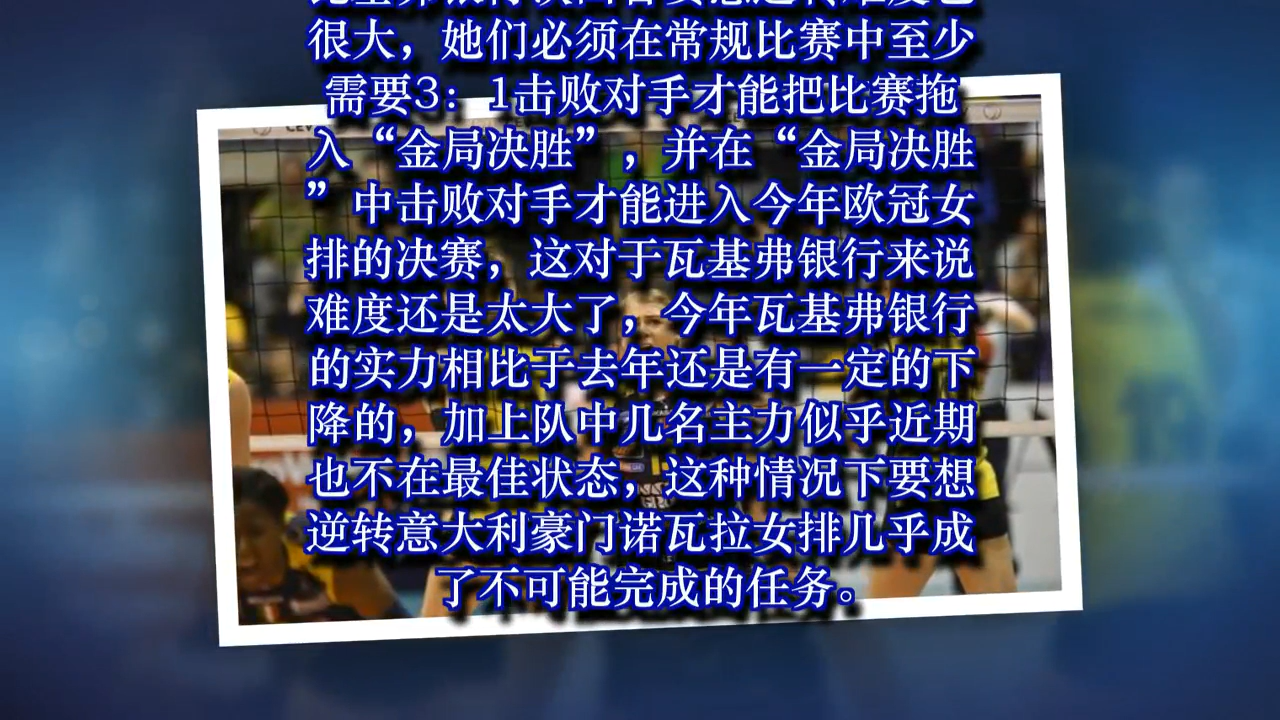 很大，她们必须在常规比赛中至少
需要3：1击败对手才能把比赛拖
入“金局决胜”，并在“金局决胜
”中击败对手才能进入今年欧冠女
排的决赛，这对于瓦基弗银行来说
难度还是太大了，今年瓦基弗银行
的实力相比于去年还是有一定的下
降的，加上队中几名主力似乎近期
也不在最佳状态，这种情况下要想
逆转意大利豪门诺瓦拉女排几乎成
了不可能完成的任务。